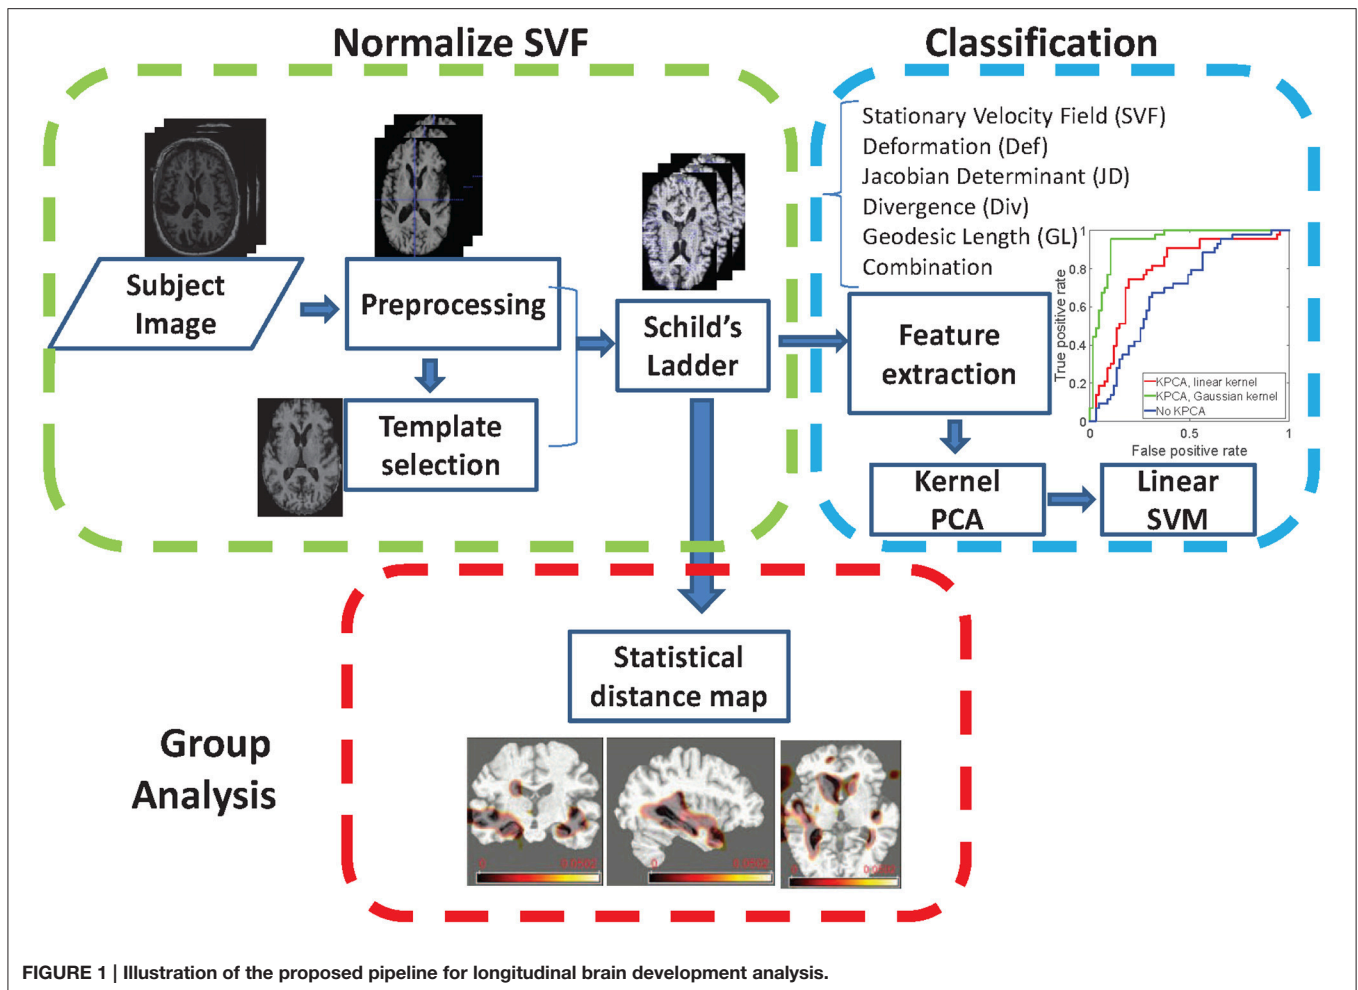 Normalize SVF
Classification
Subject
Image
Preprocessing
Template
selection
Schild's
Ladder
Stationary Velocity Field (SVF)
Deformation (Def)
Jacobian Determinant (JD)
Divergence (Div)
Geodesic Length (GL)
Combination
Feature
extraction
True positive rate
1
0.8
0.6
0.4
0.2
0
KPCA, linear kernel
KPCA, Gaussian kernel
No KPCA
0
0.5
1
False positive rate
Kernel
PCA
Linear
SVM
Group
Analysis
Statistical
distance map
0
0
0
FIGURE 1 | Illustration of the proposed pipeline for longitudinal brain development analysis.